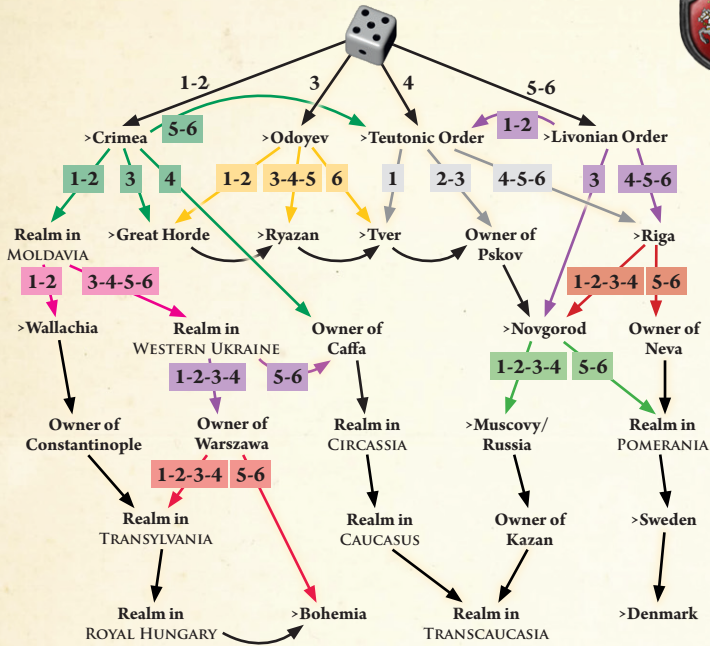 1-2
3
4
5-6
>Crimea
5-6
>Odoyev
>Teutonic Order
1-2
>Livonian Order
1-2
3
4
1-2
3-4-5
6
1
2-3
4-5-6
3
4-5-6
Realm in
MOLDAVIA
>Great Horde
>Ryazan
>Tver
Owner of
Pskov
>Riga
1-2
3-4-5-6
1-2-3-4
5-6
>Wallachia
Realm in
WESTERN UKRAINE
Owner of
Caffa
>Novgorod
Owner of
Neva
1-2-3-4
5-6
1-2-3-4
5-6
Owner of
Constantinople
Owner of
Warszawa
Realm in
CIRCASSIA
>Muscovy/
Russia
Realm in
POMERANIA
1-2-3-4
5-6
Realm in
TRANSYLVANIA
Realm in
CAUCASUS
Owner of
Kazan
>Sweden
Realm in
ROYAL HUNGARY
>Bohemia
Realm in
TRANSCAUCASIA
>Denmark